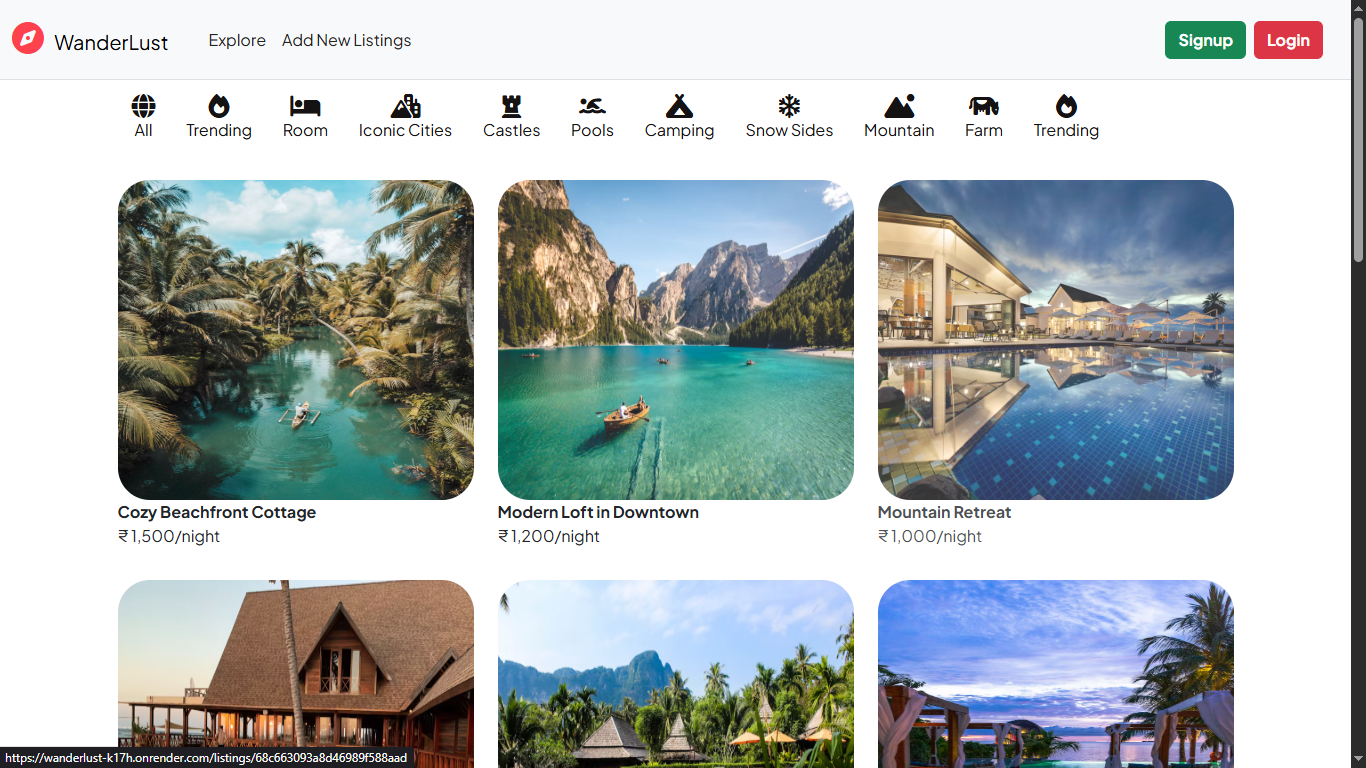 WanderLust Explore Add New Listings Signup Login
All Trending Room Iconic Cities Castles Pools Camping Snow Sides Mountain Farm Trending
Cozy Beachfront Cottage Modern Loft in Downtown Mountain Retreat
₹1,500/night ₹1,200/night ₹1,000/night
https://wanderlust-k17h.onrender.com/listings/68c663093a8d46989f588aad